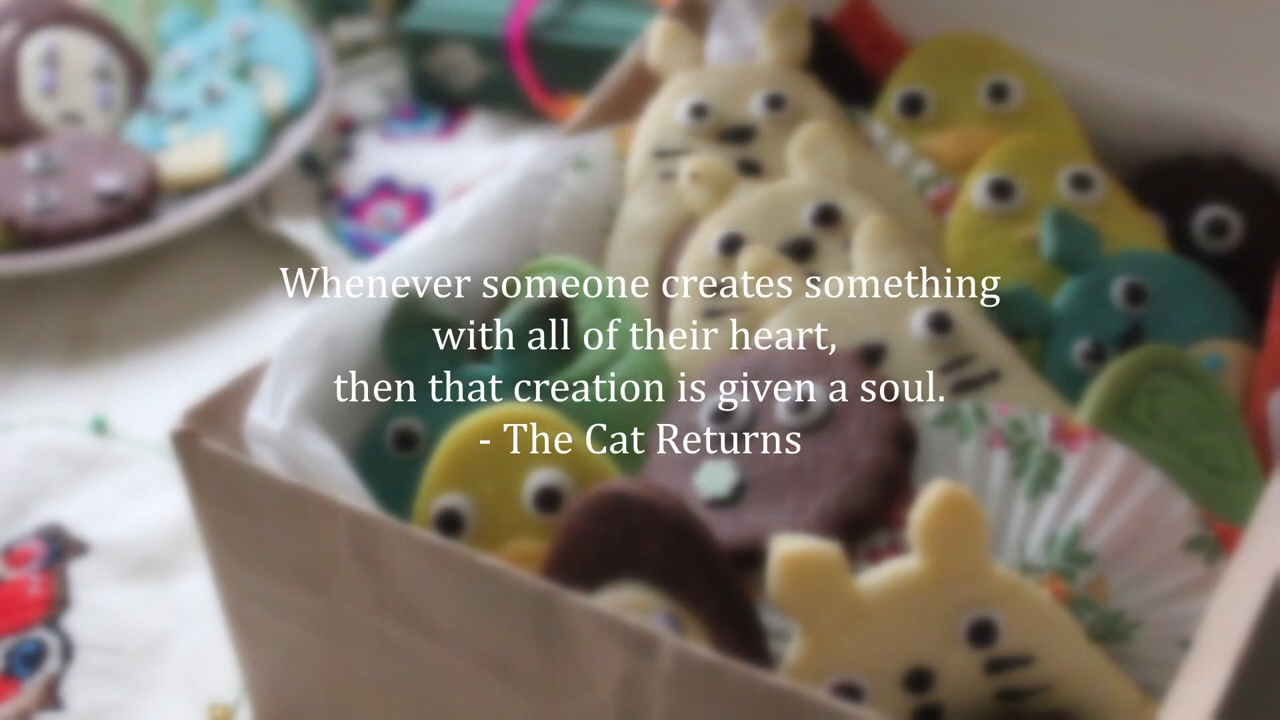 Whenever someone creates something
with all of their heart,
then that creation is given a soul.
- The Cat Returns